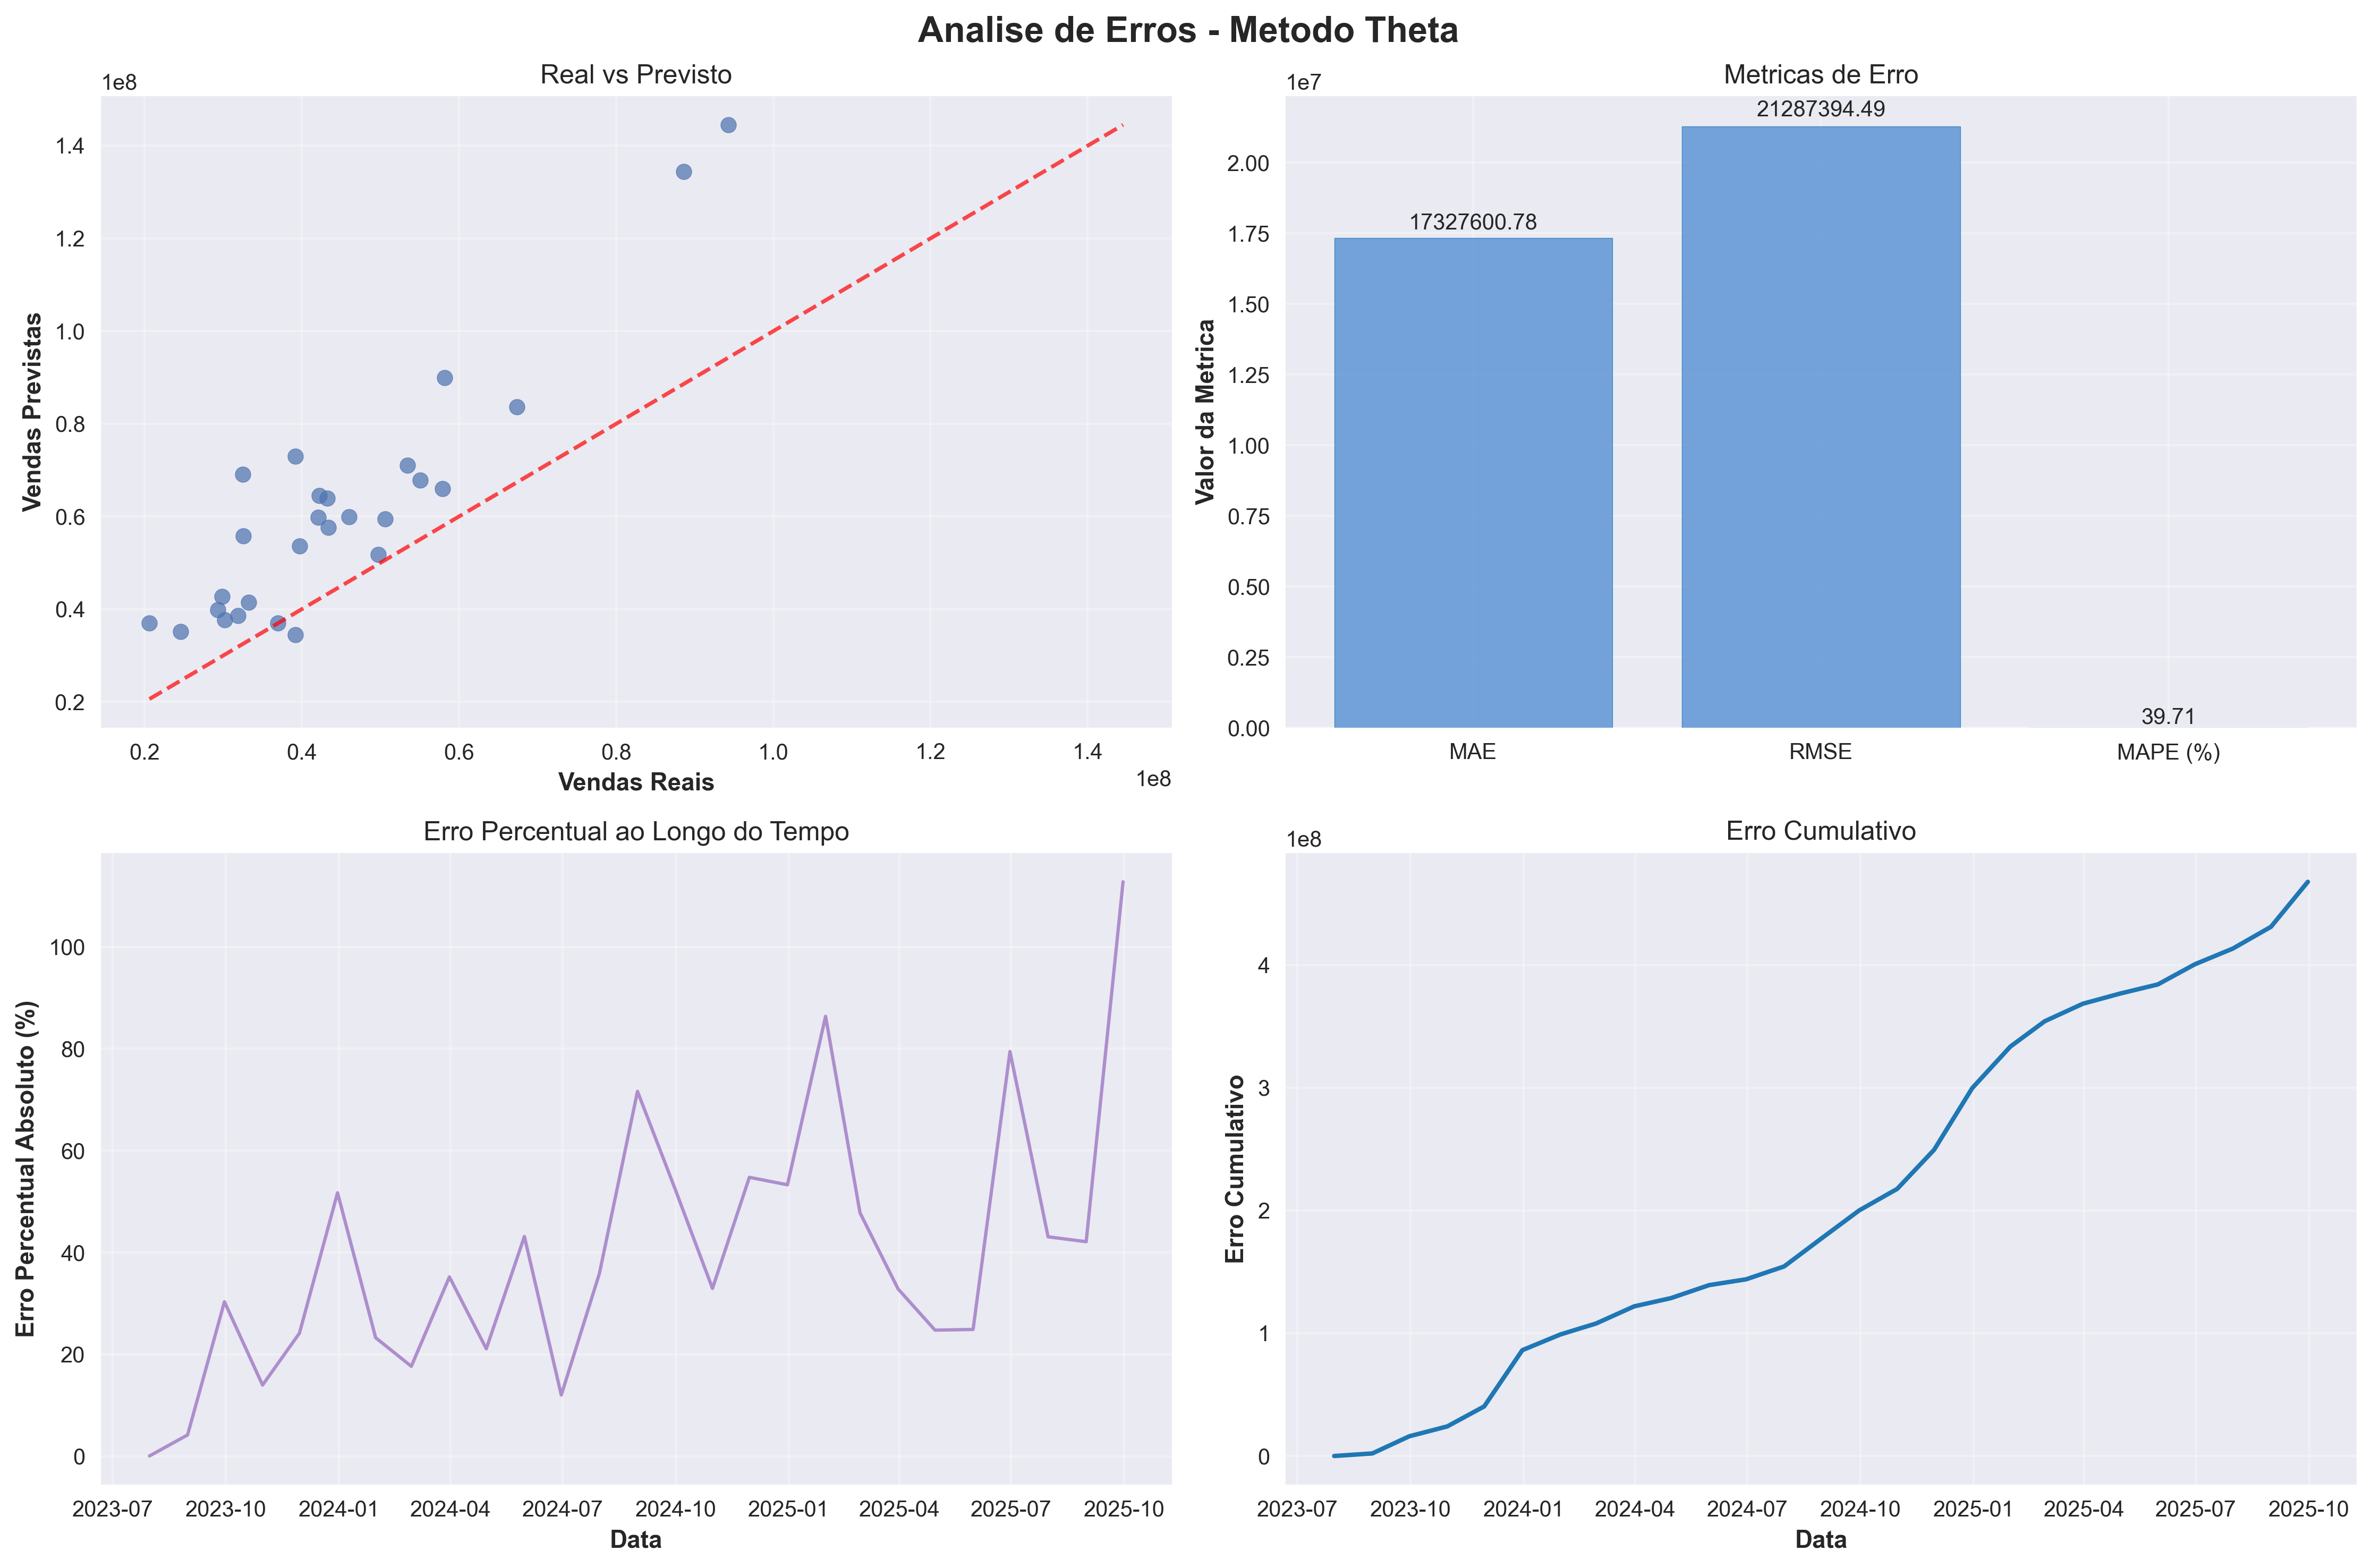 Analise de Erros - Metodo Theta
Real vs Previsto
1e8
1.4
1.2
1.0
0.8
0.6
0.4
0.2
Vendas Previstas
0.2 0.4 0.6 0.8 1.0 1.2 1.4
Vendas Reais
1e8
Metricas de Erro
1e7
2.00
1.75
1.50
1.25
1.00
0.75
0.50
0.25
0.00
Valor da Metrica
17327600.78
21287394.49
39.71
MAE RMSE MAPE (%)
Erro Percentual ao Longo do Tempo
100
80
60
40
20
0
Erro Percentual Absoluto (%)
2023-07 2023-10 2024-01 2024-04 2024-07 2024-10 2025-01 2025-04 2025-07 2025-10
Data
Erro Cumulativo
1e8
4
3
2
1
0
Erro Cumulativo
2023-07 2023-10 2024-01 2024-04 2024-07 2024-10 2025-01 2025-04 2025-07 2025-10
Data